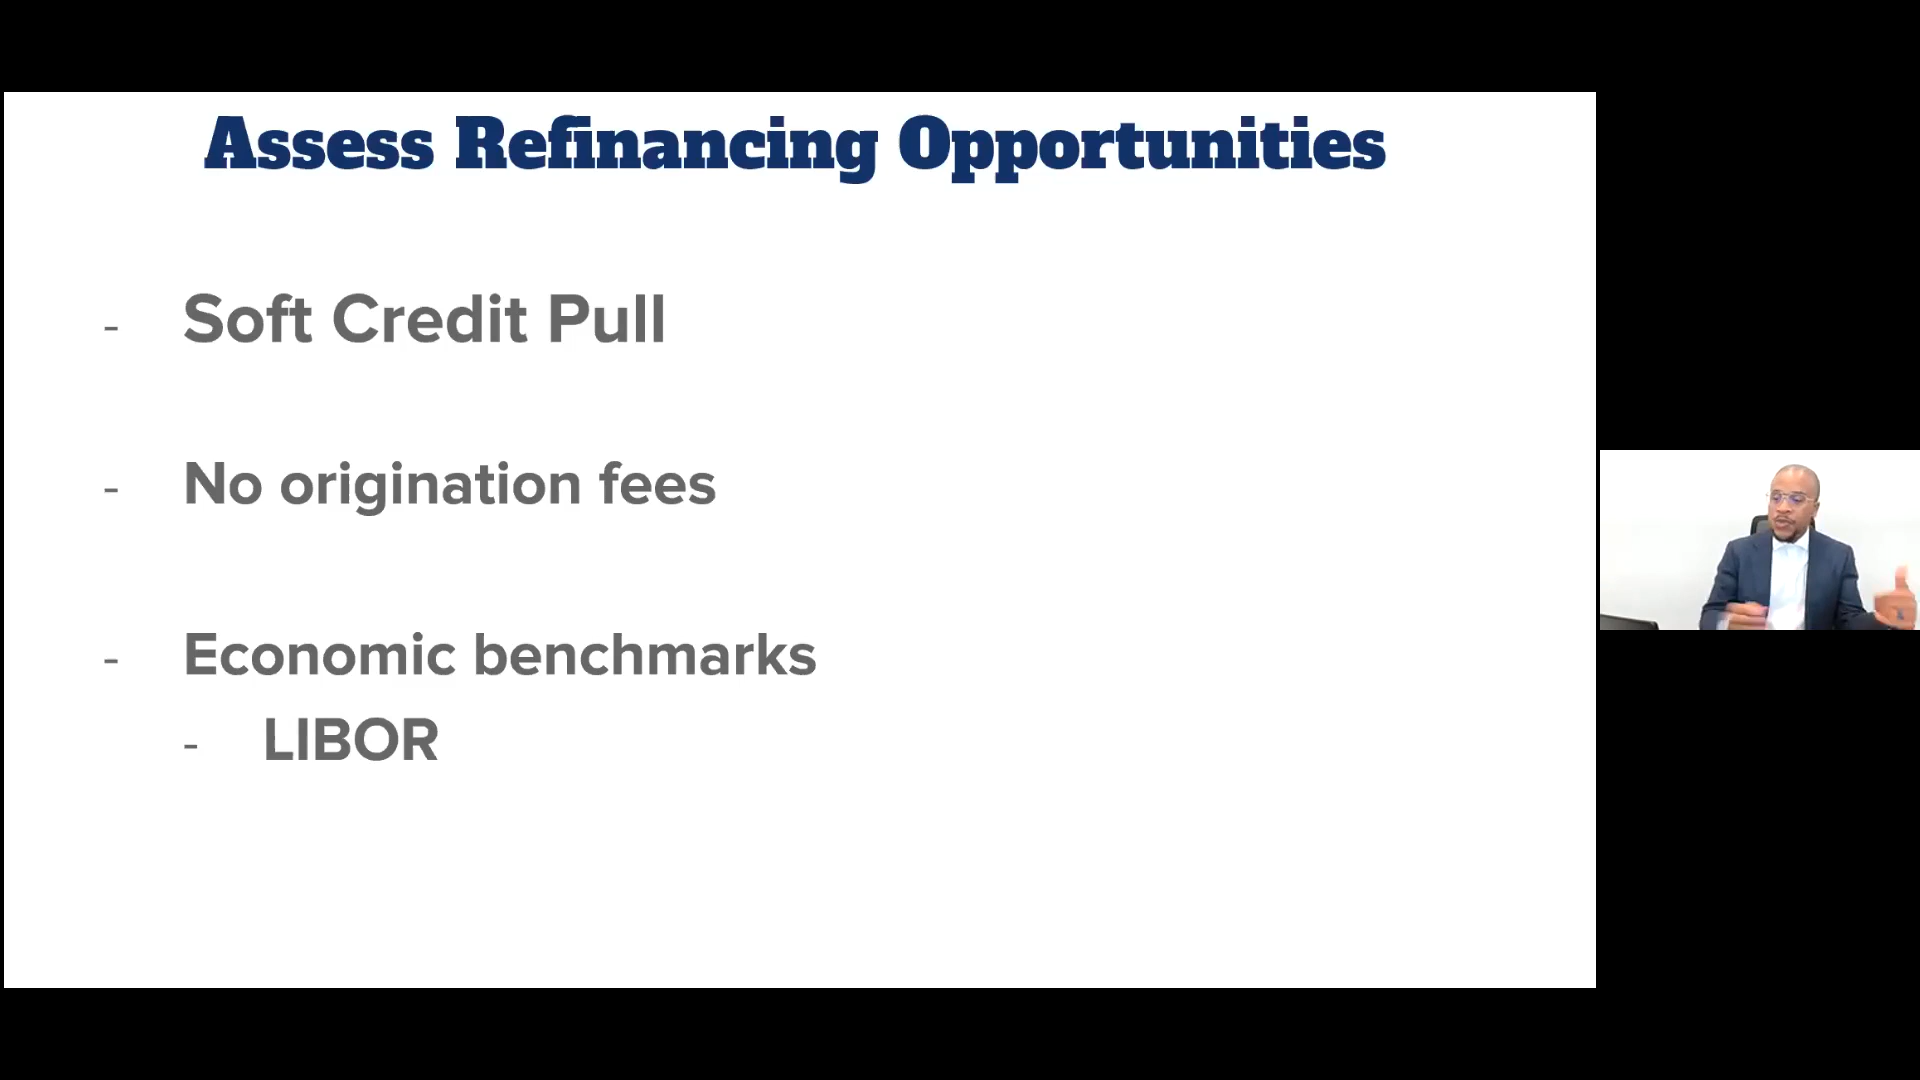 Assess Refinancing Opportunities
- Soft Credit Pull
- No origination fees
- Economic benchmarks
- LIBOR